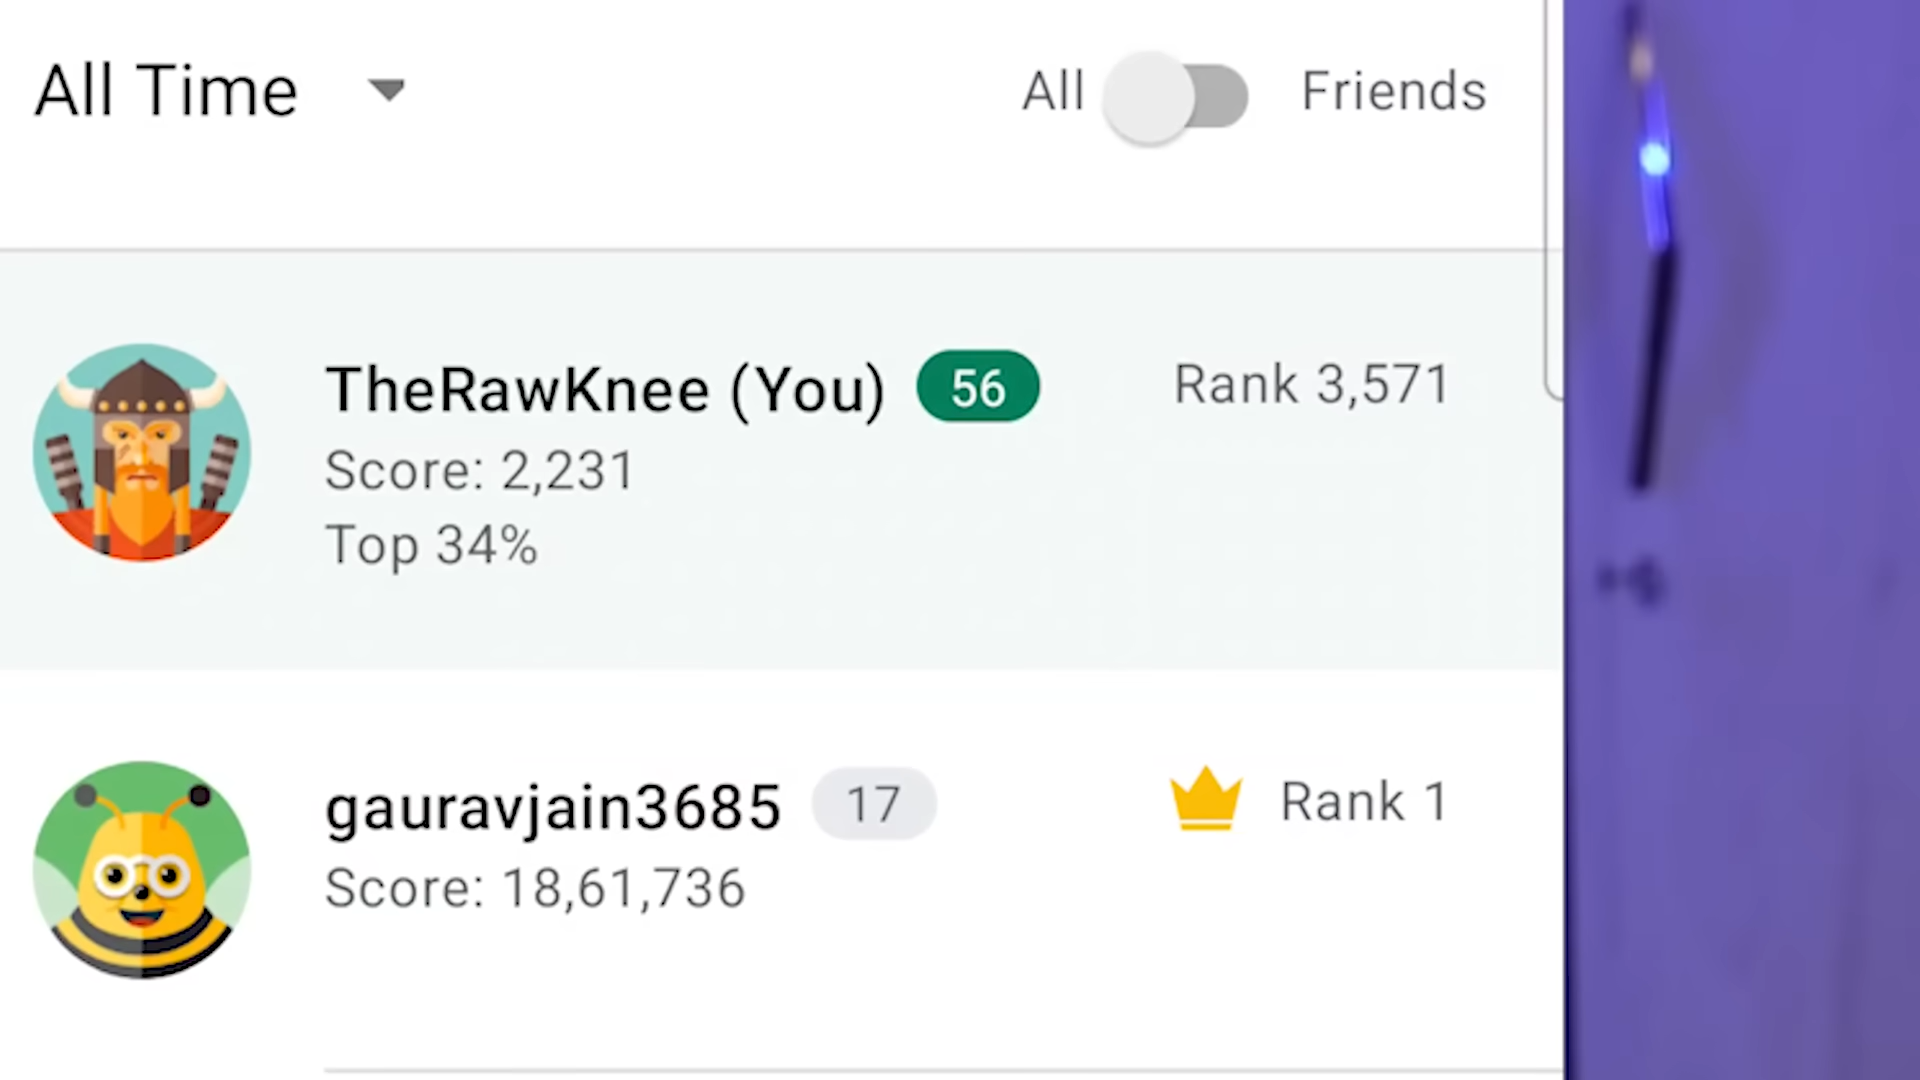 All Time
All Friends
TheRawKnee (You) 56 Rank 3,571
Score: 2,231
Top 34%
gauravjain3685 17 Rank 1
Score: 18,61,736